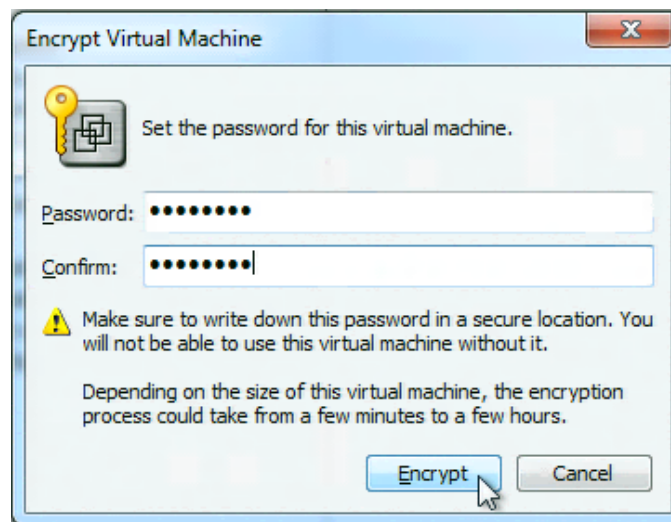 Encrypt Virtual Machine
Set the password for this virtual machine.
Password: ●●●●●●●●●
Confirm: ●●●●●●●●●
Make sure to write down this password in a secure location. You
will not be able to use this virtual machine without it.
Depending on the size of this virtual machine, the encryption
process could take from a few minutes to a few hours.
Encrypt Cancel